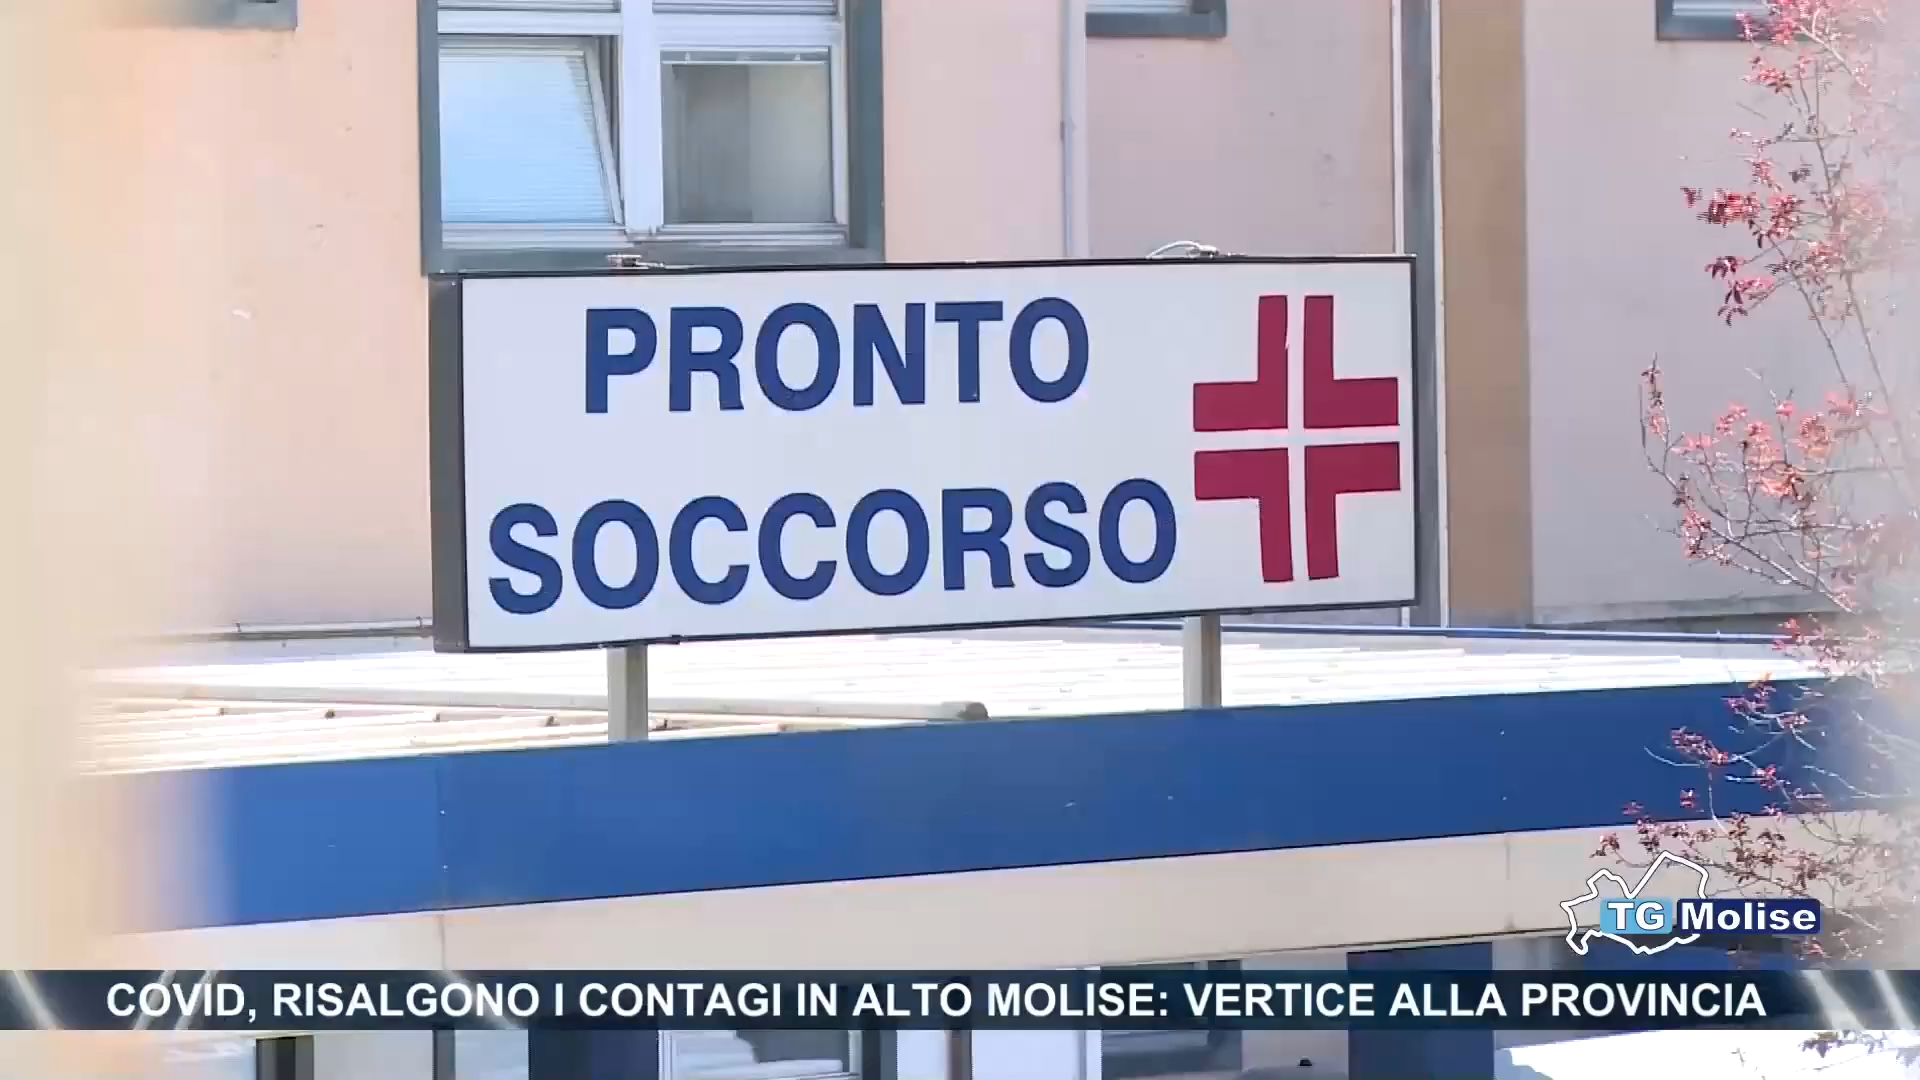 PRONTO
SOCCORSO
TG Molise
COVID, RISALGONO I CONTAGI IN ALTO MOLISE: VERTICE ALLA PROVINCIA